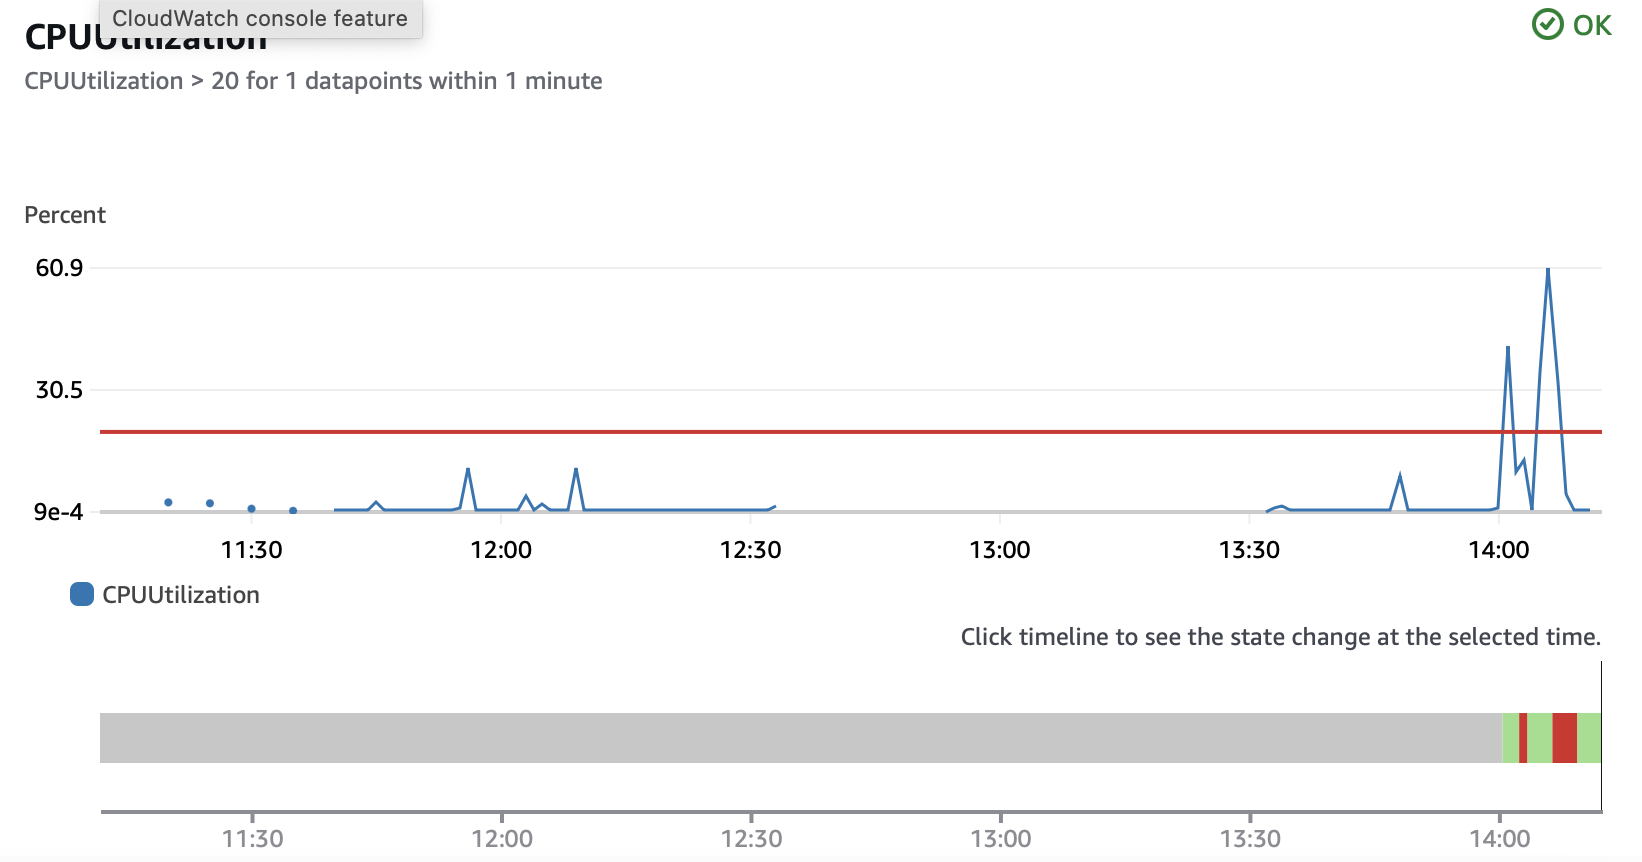 CloudWatch console feature
CPUUtilization
OK
CPUUtilization > 20 for 1 datapoints within 1 minute
Percent
60.9
30.5
9e-4
11:30 12:00 12:30 13:00 13:30 14:00
CPUUtilization
Click timeline to see the state change at the selected time.
11:30 12:00 12:30 13:00 13:30 14:00